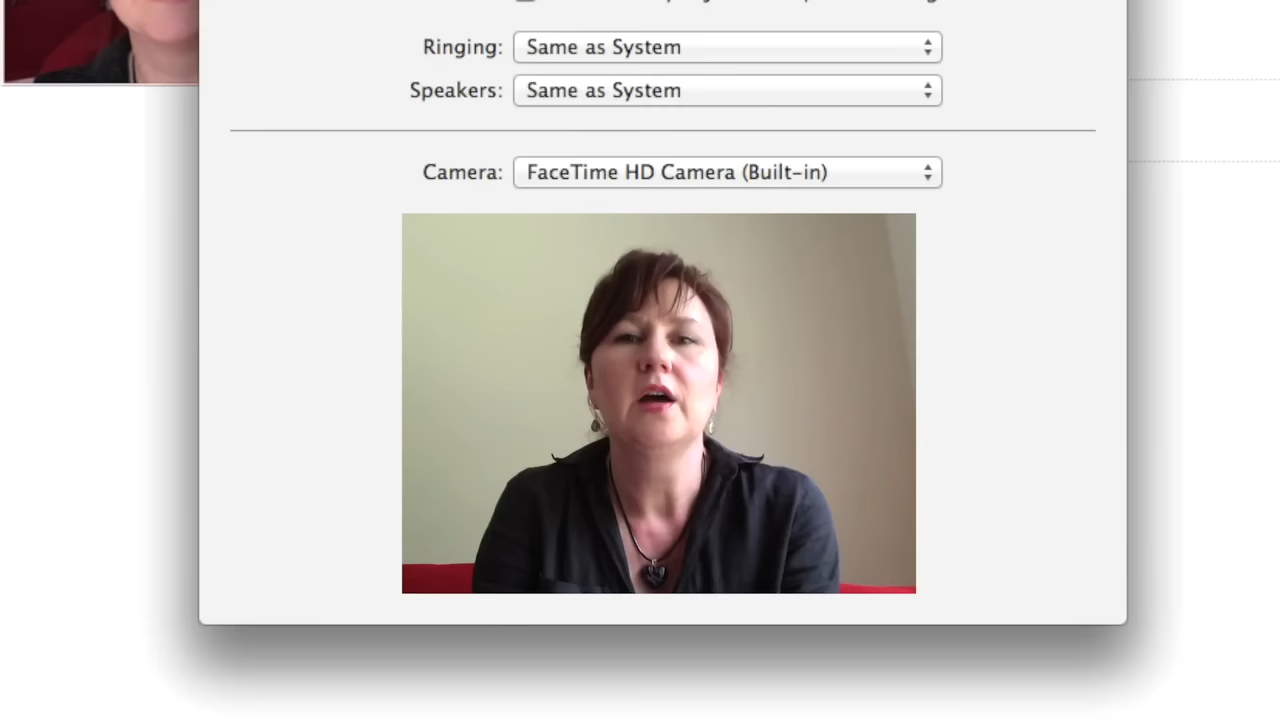 Ringing: Same as System
Speakers: Same as System
Camera: FaceTime HD Camera (Built-in)